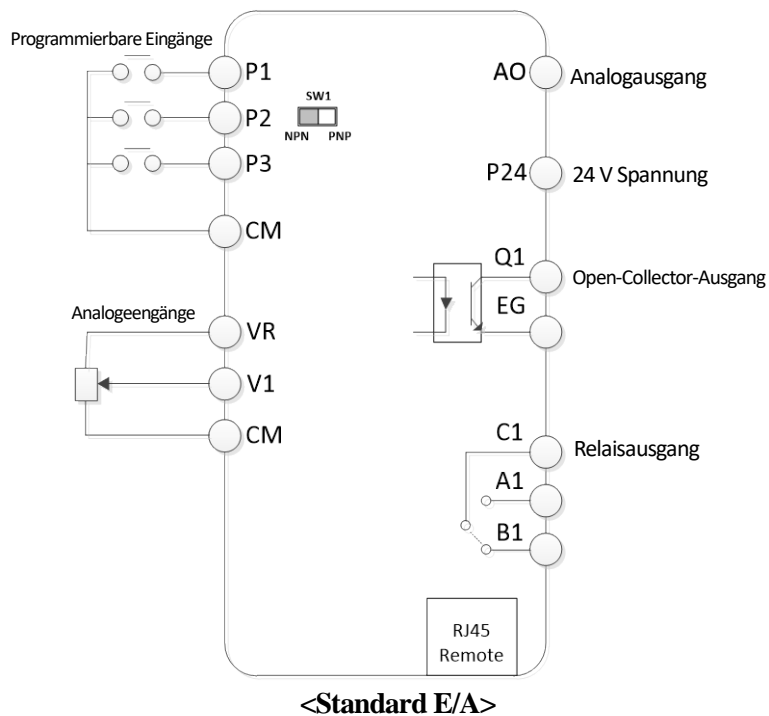 Programmierbare Eingänge
P1
SW1
P2
NPN PNP
P3
CM
Analogeengänge
VR
V1
CM
AO Analogausgang
P24 24 V Spannung
Q1
Open-Collector-Ausgang
EG
C1
Relaisausgang
A1
B1
RJ45
Remote
<Standard E/A>